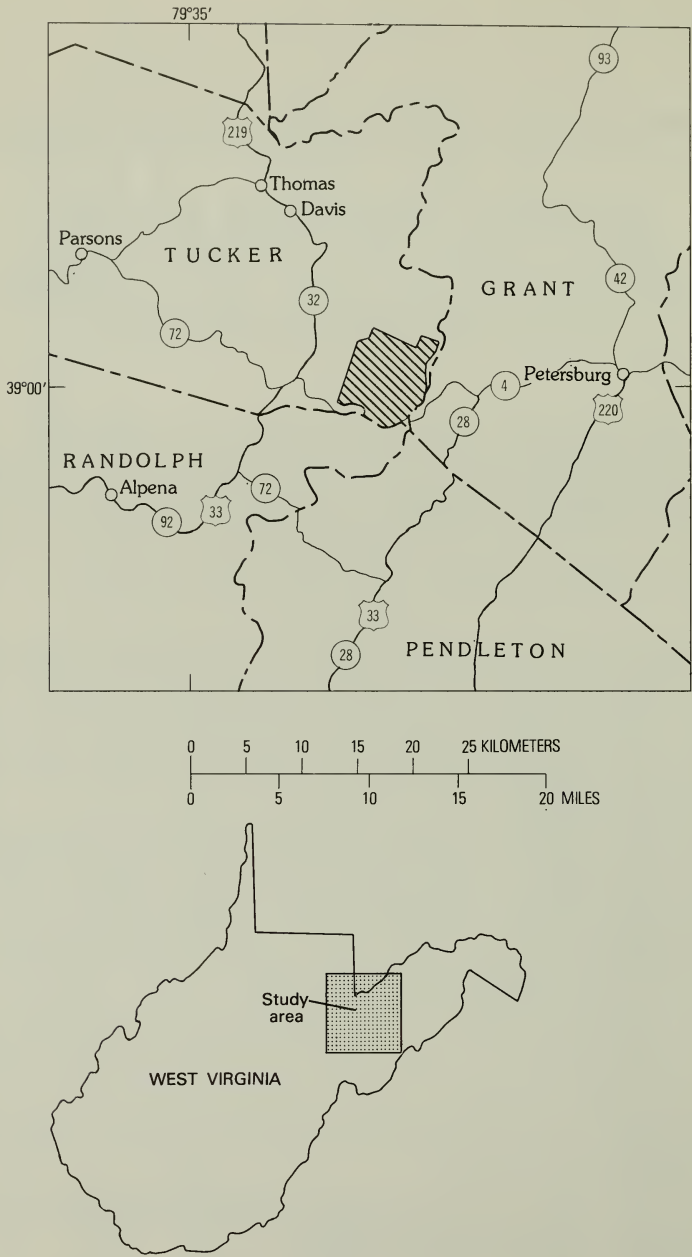 79°35′
93
219
Thomas
Davis
Parsons
TUCKER
GRANT
42
32
72
39°00′
Petersburg
4
220
28
RANDOLPH
Alpena
72
33
92
33
PENDLETON
28
0 5 10 15 20 25 KILOMETERS
0 5 10 15 20 MILES
Study
area
WEST VIRGINIA